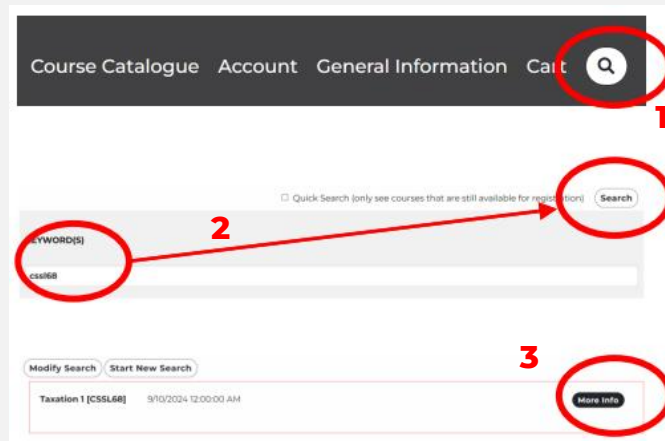 Course Catalogue Account General Information Cart
1
Quick Search (only see courses that are still available for registration) Search
2
KEYWORD(S)
cssl68
3
Modify Search Start New Search
Taxation 1 [CSSL68] 9/10/2024 12:00:00 AM More Info